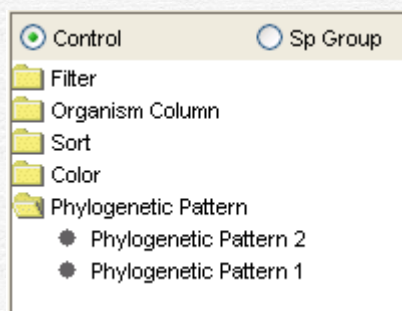 Control Sp Group
Filter
Organism Column
Sort
Color
Phylogenetic Pattern
Phylogenetic Pattern 2
Phylogenetic Pattern 1